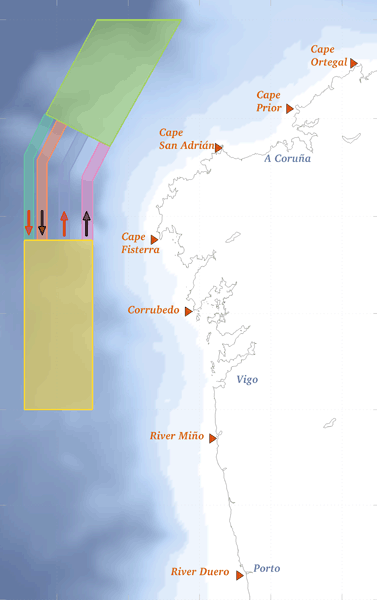 Cape
Ortegal
Cape
Prior
Cape
San Adrián
A Coruña
Cape
Fisterra
Corrubedo
Vigo
River Miño
River Duero
Porto